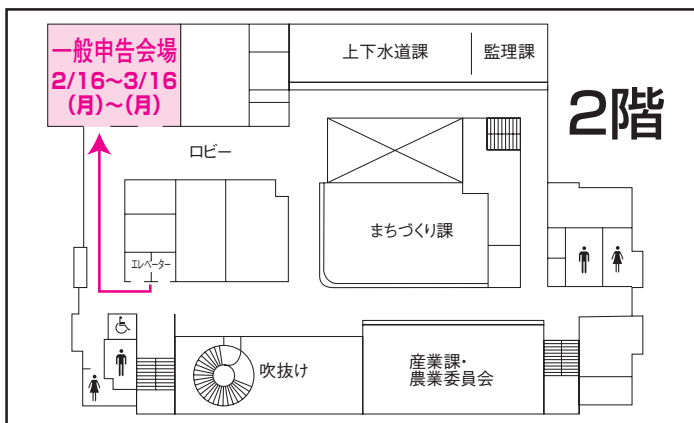 一般申告会場
2/16~3/16
(月)~(月)
上下水道課
監理課
2階
ロビー
まちづくり課
エレベーター
吹抜け
産業課・
農業委員会